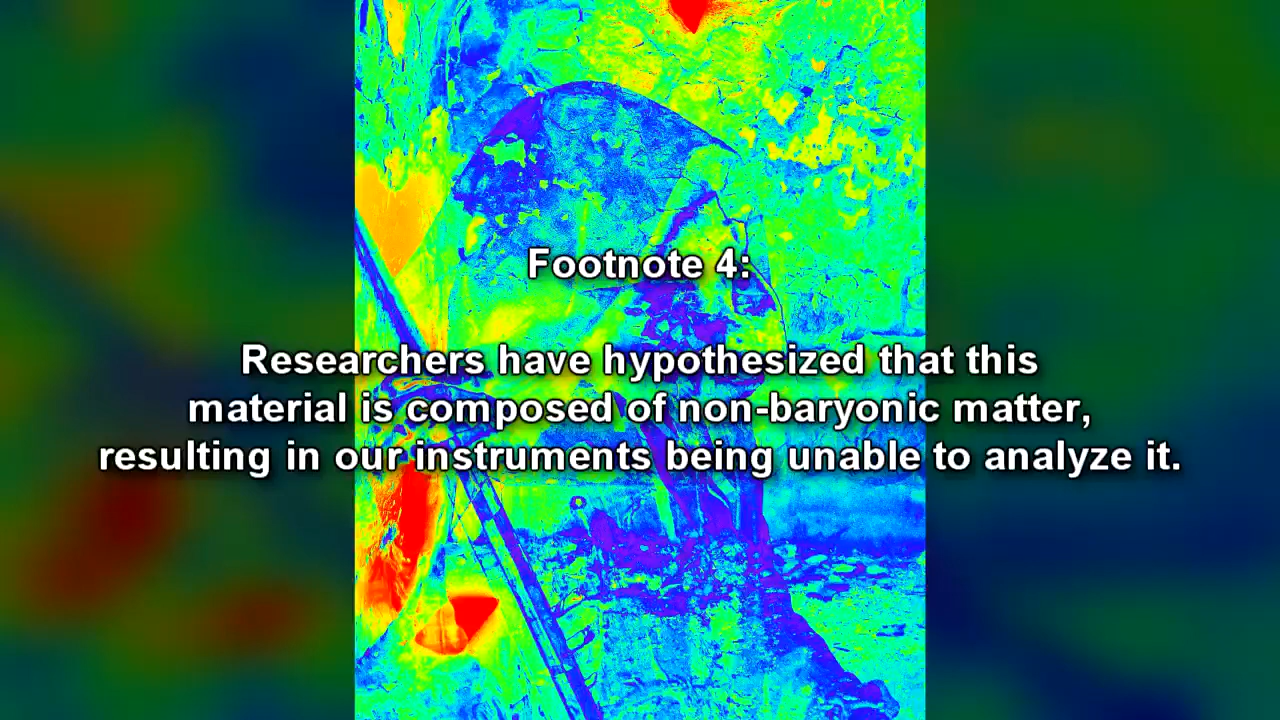 Footnote 4:
Researchers have hypothesized that this
material is composed of non-baryonic matter,
resulting in our instruments being unable to analyze it.